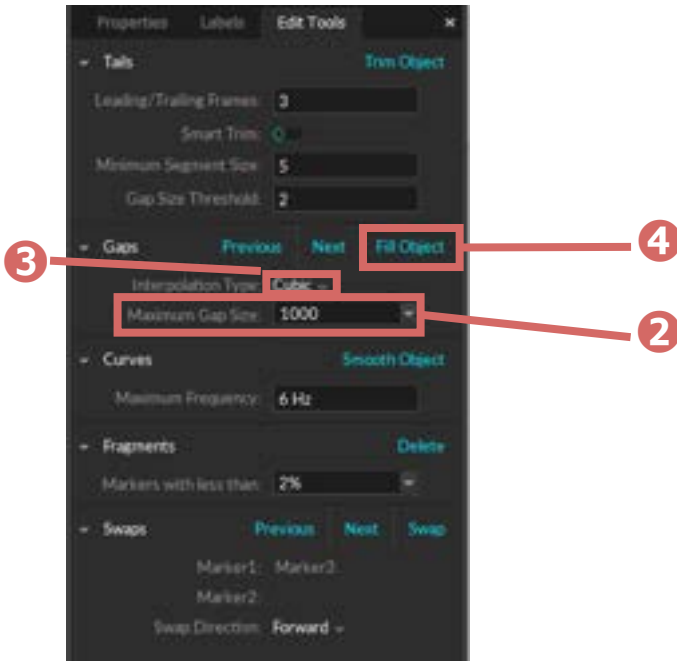 Properties Labels Edit Tools ×
Tails Trim Object
Leading/Trailing Frames: 3
Smart Trim:
Minimum Segment Size: 5
Gap Size Threshold: 2
Gaps Previous Next Fill Object
Interpolation Type: Cubic
Maximum Gap Size: 1000
Curves Smooth Object
Maximum Frequency: 6 Hz
Fragments Delete
Markers with less than: 2%
Swaps Previous Next Swap
Marker1: Marker3
Marker2:
Swap Direction: Forward
3
4
2